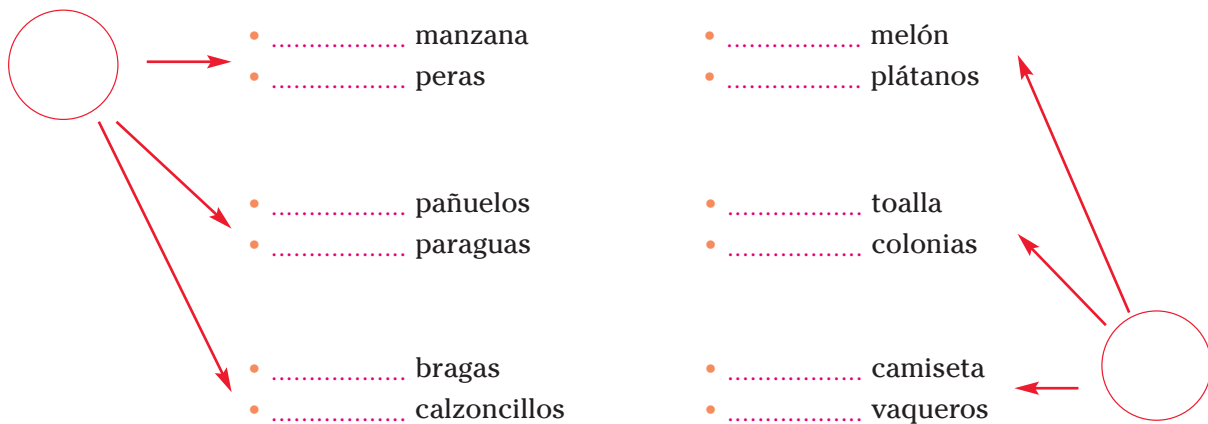 • .................. manzana
• .................. peras
• .................. pañuelos
• .................. paraguas
• .................. bragas
• .................. calzoncillos
• .................. melón
• .................. plátanos
• .................. toalla
• .................. colonias
• .................. camiseta
• .................. vaqueros